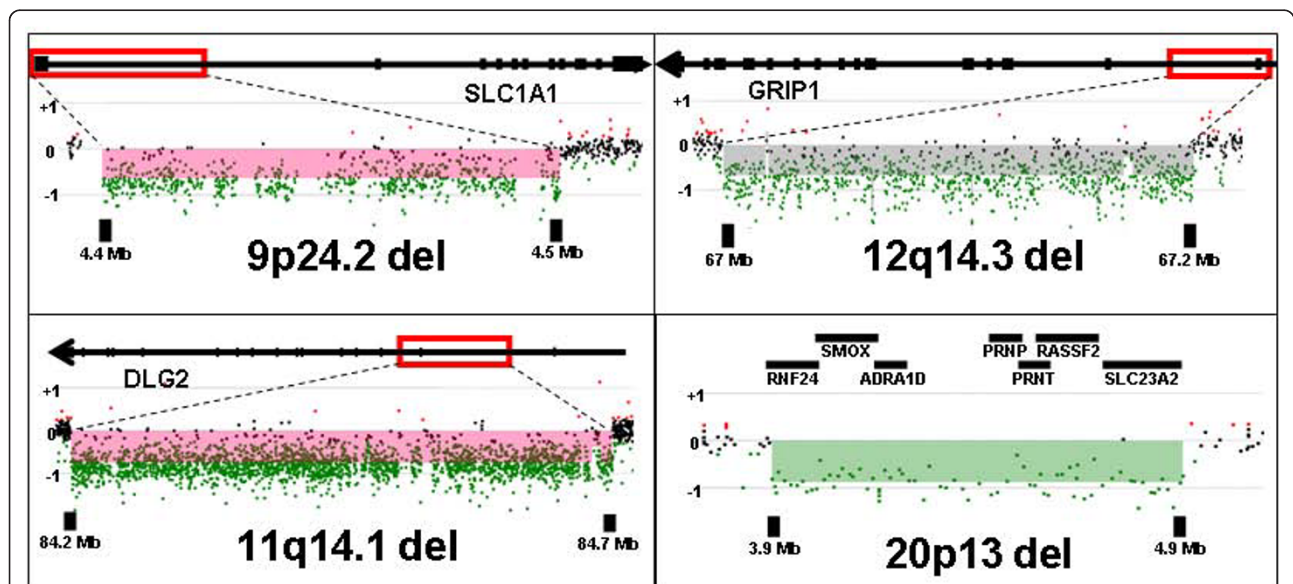 SLC1A1
+1
0
-1
4.4 Mb
4.5 Mb
9p24.2 del
GRIP1
+1
0
-1
67 Mb
67.2 Mb
12q14.3 del
DLG2
+1
0
-1
84.2 Mb
84.7 Mb
11q14.1 del
SMOX
PRNP RASSF2
RNF24 ADRA1D PRNT SLC23A2
+1
0
-1
3.9 Mb
4.9 Mb
20p13 del